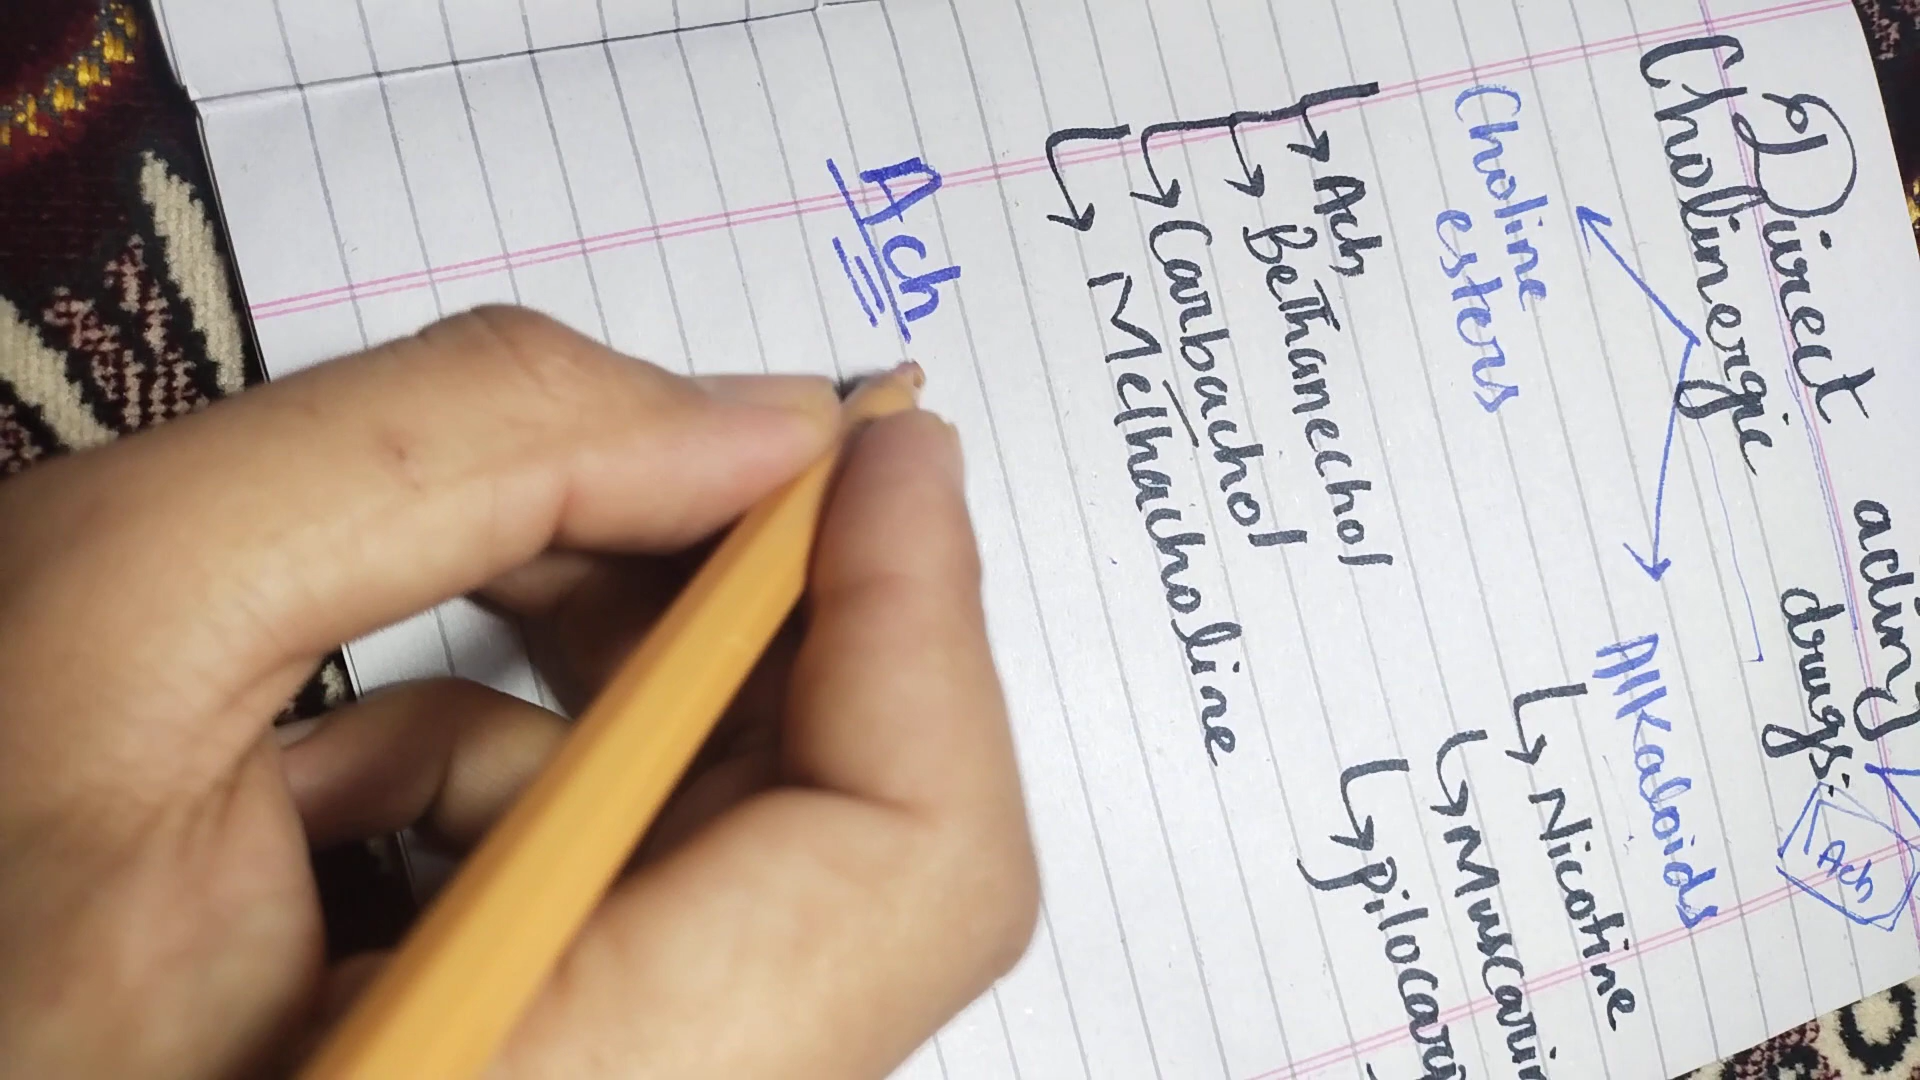 Direct acting
Cholinergic drugs:
Ach
Choline
esters
Alkaloids
Ach
Bethanechol
Carbachol
Methacholine
Nicotine
Ach